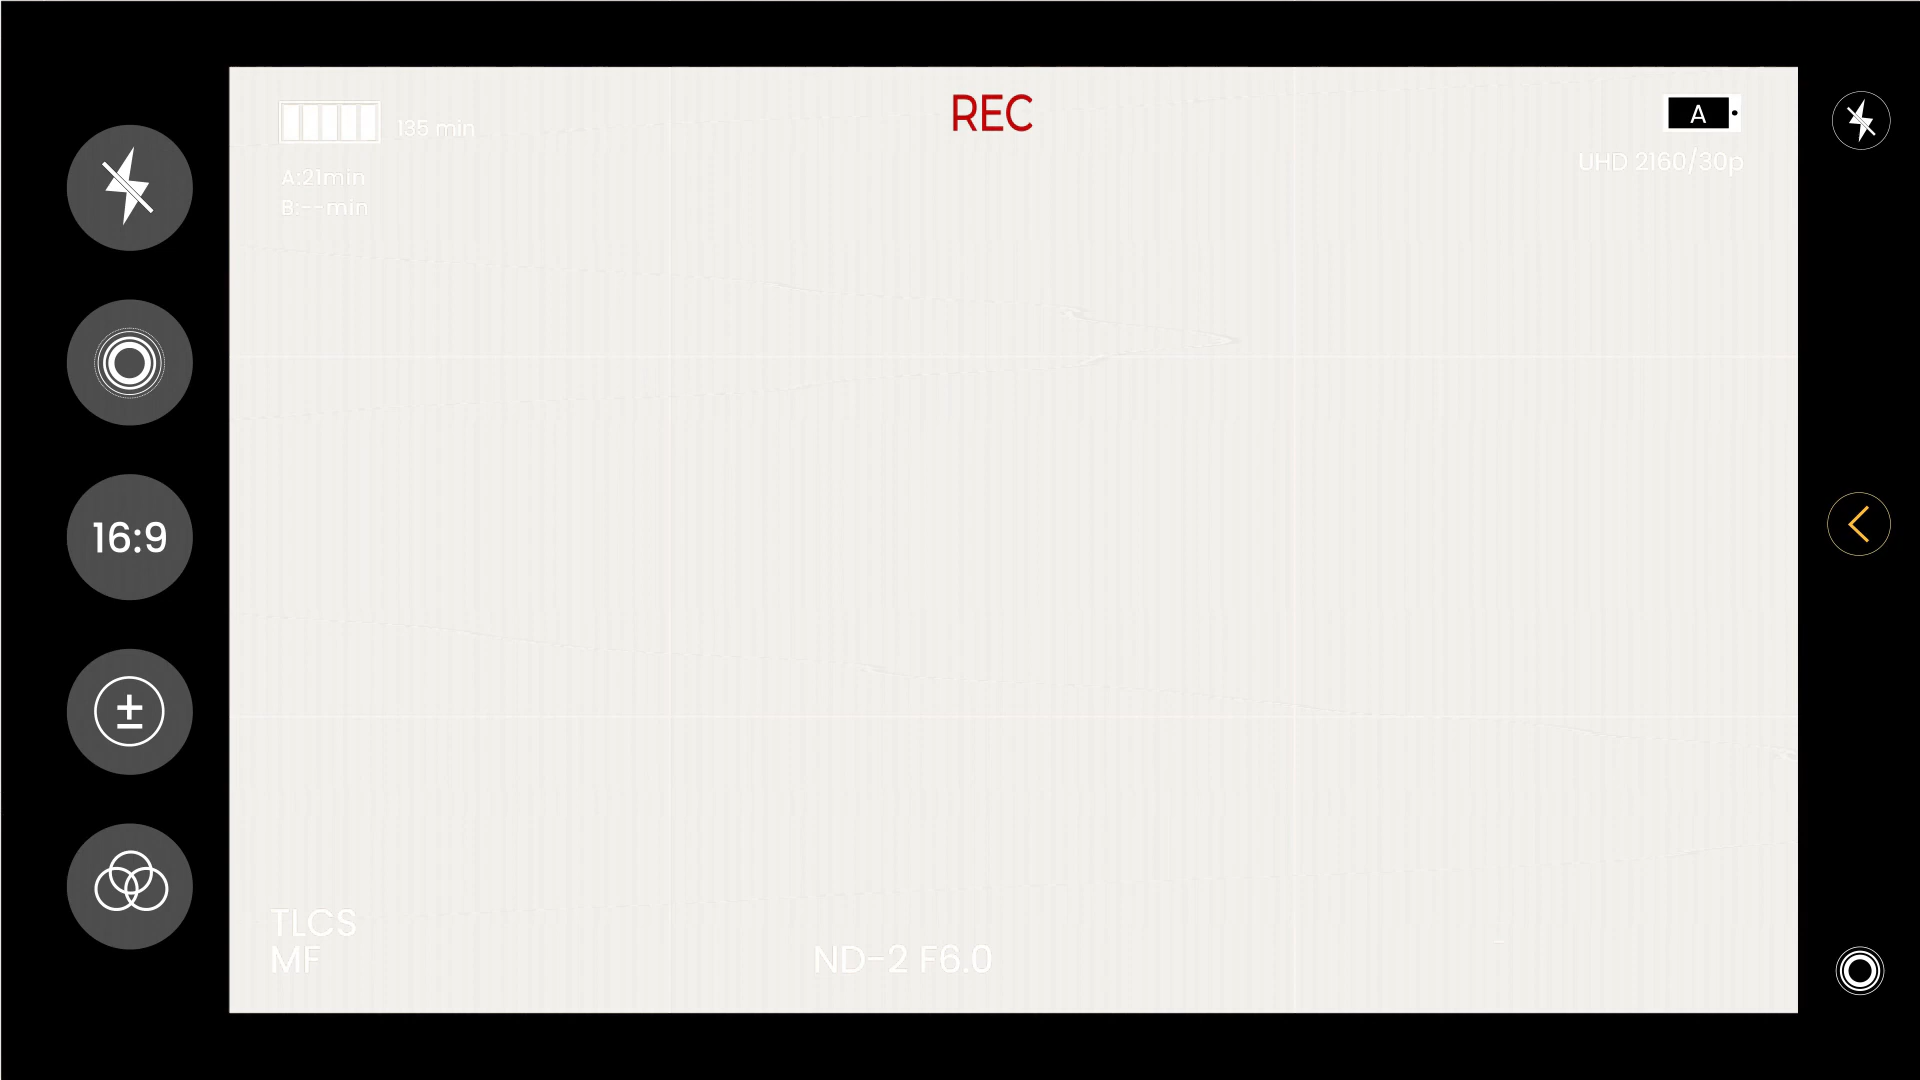 135 min
REC
A
UHD 2160/30p
A:21min
B:--min
16:9
TLCS
MF
ND-2 F6.0